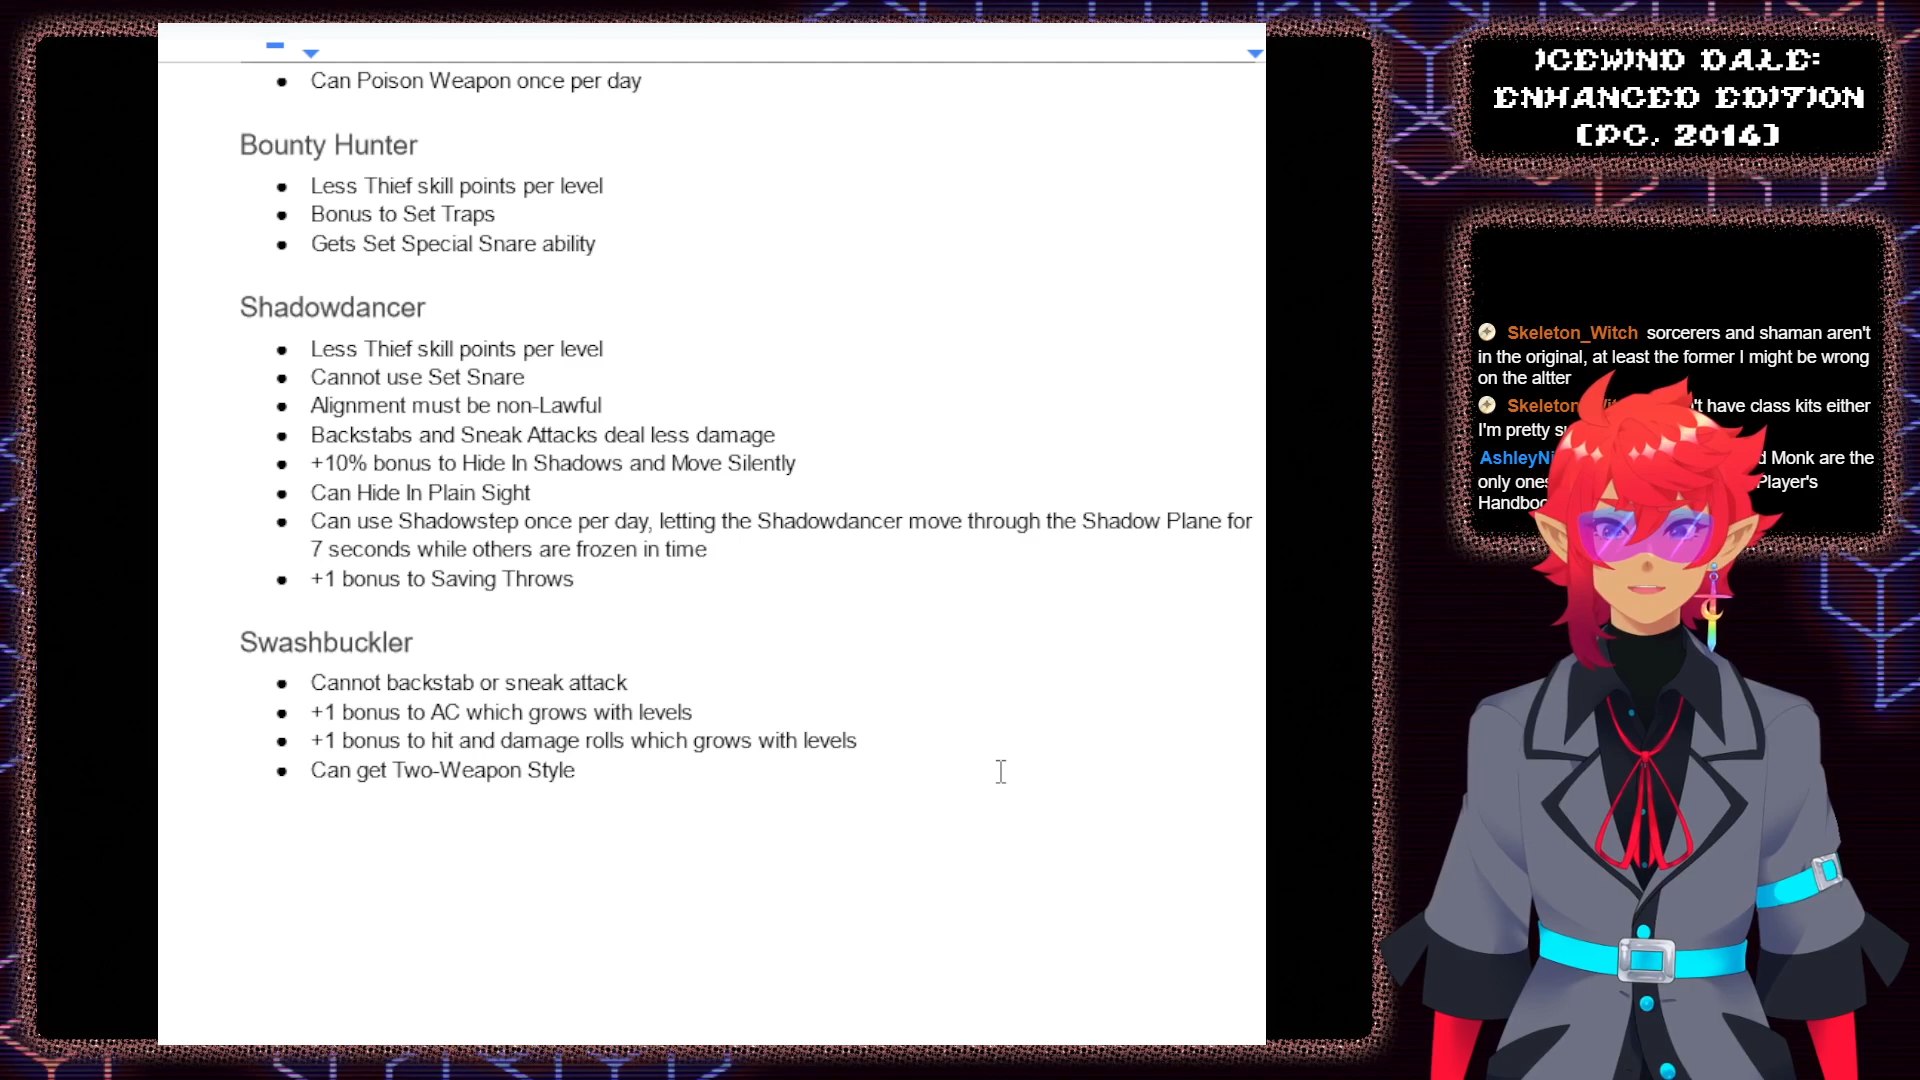 Can Poison Weapon once per day
Bounty Hunter
Less Thief skill points per level
Bonus to Set Traps
Gets Set Special Snare ability
Shadowdancer
Less Thief skill points per level
Cannot use Set Snare
Alignment must be non-Lawful
Backstabs and Sneak Attacks deal less damage
+10% bonus to Hide In Shadows and Move Silently
Can Hide In Plain Sight
Can use Shadowstep once per day, letting the Shadowdancer move through the Shadow Plane for
7 seconds while others are frozen in time
+1 bonus to Saving Throws
Swashbuckler
Cannot backstab or sneak attack
+1 bonus to AC which grows with levels
+1 bonus to hit and damage rolls which grows with levels
Can get Two-Weapon Style
ICEWIND DALE:
ENHANCED EDITION
(PC, 2014)
Skeleton_Witch sorcerers and shaman aren't
in the original, at least the former I might be wrong
on the altter
Skeleton 't have class kits either
I'm pretty
Monk are the
only Player's